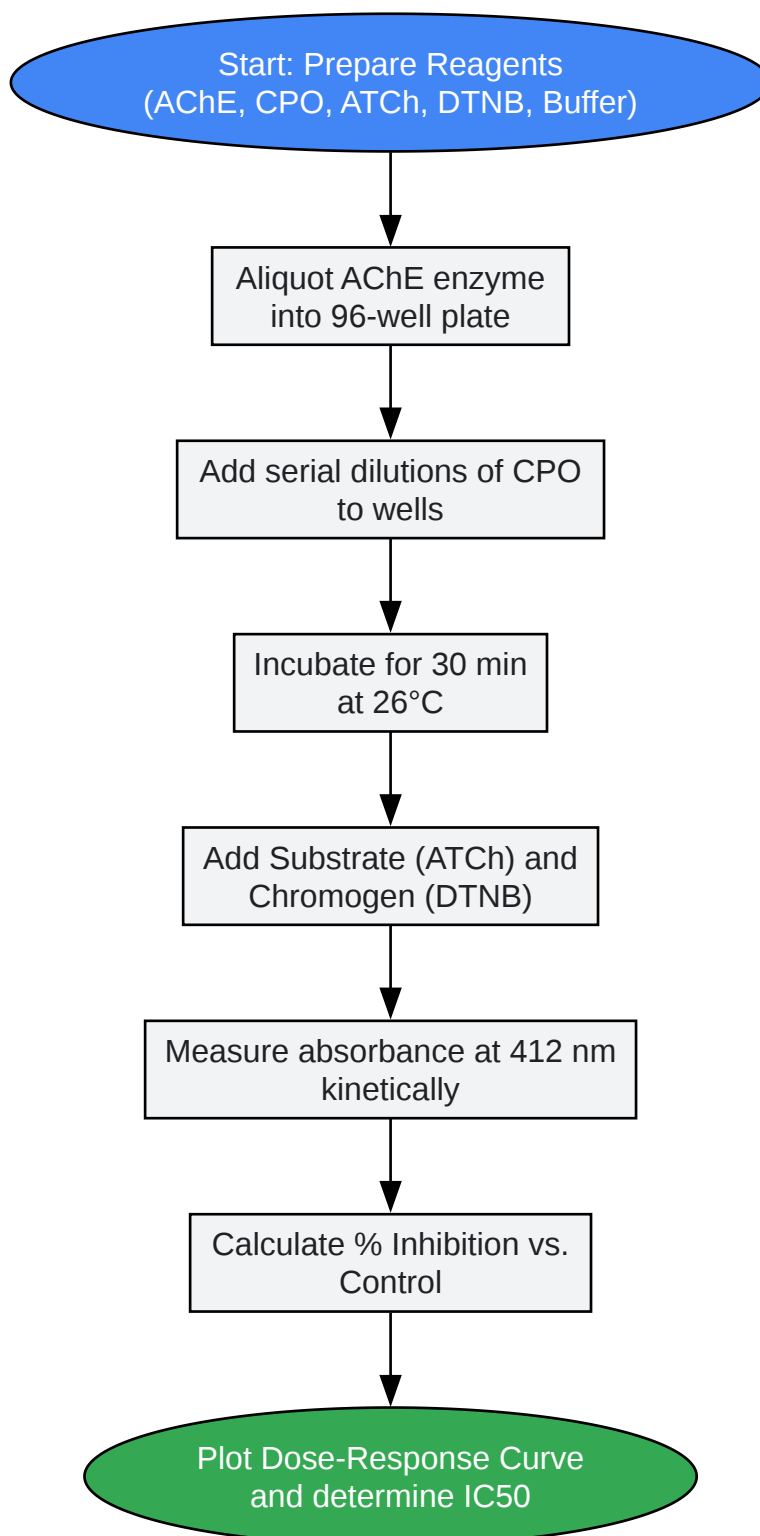 Start: Prepare Reagents
(AChE, CPO, ATCh, DTNB, Buffer)
Aliquot AChE enzyme
into 96-well plate
Add serial dilutions of CPO
to wells
Incubate for 30 min
at 26°C
Add Substrate (ATCh) and
Chromogen (DTNB)
Measure absorbance at 412 nm
kinetically
Calculate % Inhibition vs.
Control
Plot Dose-Response Curve
and determine IC50